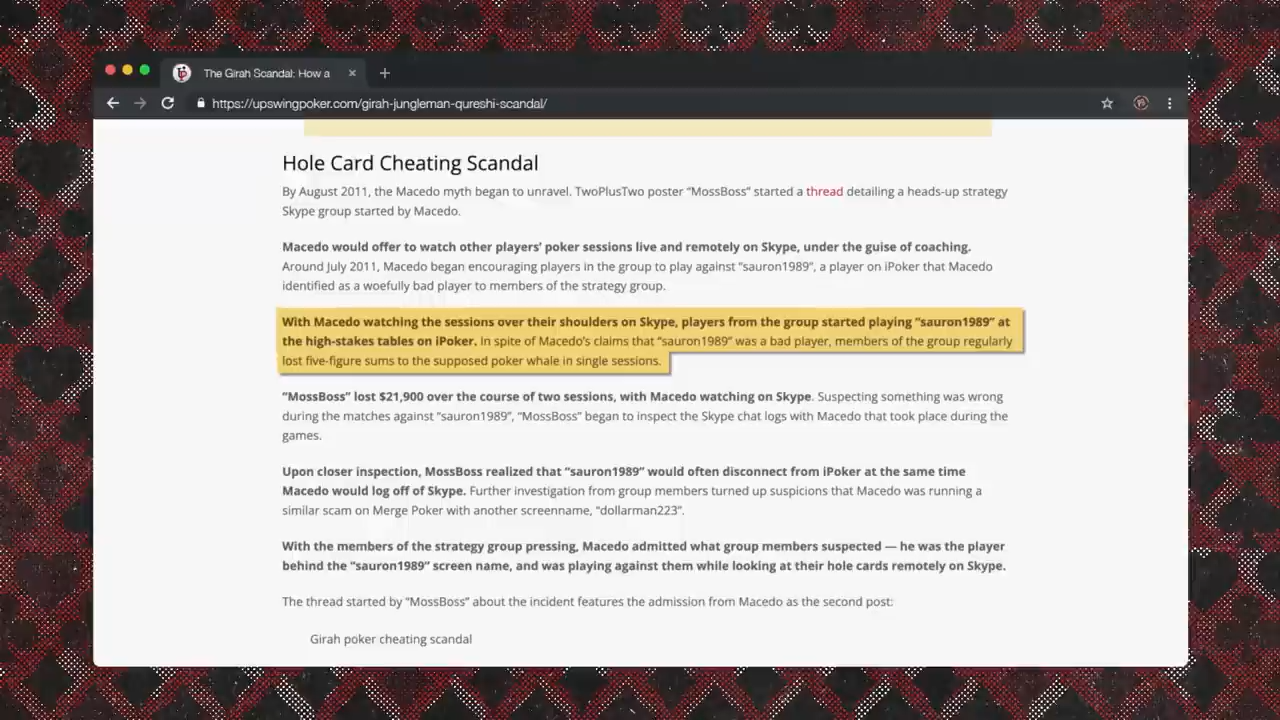 The Girah Scandal: How a
https://upswingpoker.com/girah-jungleman-qureshi-scandal/
Hole Card Cheating Scandal
By August 2011, the Macedo myth began to unravel. TwoPlusTwo poster “MossBoss” started a thread detailing a heads-up strategy
Skype group started by Macedo.
Macedo would offer to watch other players’ poker sessions live and remotely on Skype, under the guise of coaching.
Around July 2011, Macedo began encouraging players in the group to play against “sauron1989”, a player on iPoker that Macedo
identified as a woefully bad player to members of the strategy group.
With Macedo watching the sessions over their shoulders on Skype, players from the group started playing “sauron1989” at
the high-stakes tables on iPoker. In spite of Macedo’s claims that “sauron1989” was a bad player, members of the group regularly
lost five-figure sums to the supposed poker whale in single sessions.
“MossBoss” lost $21,900 over the course of two sessions, with Macedo watching on Skype. Suspecting something was wrong
during the matches against “sauron1989”, “MossBoss” began to inspect the Skype chat logs with Macedo that took place during the
games.
Upon closer inspection, MossBoss realized that “sauron1989” would often disconnect from iPoker at the same time
Macedo would log off of Skype. Further investigation from group members turned up suspicions that Macedo was running a
similar scam on Merge Poker with another screenname, “dollarman223”.
With the members of the strategy group pressing, Macedo admitted what group members suspected — he was the player
behind the “sauron1989” screen name, and was playing against them while looking at their hole cards remotely on Skype.
The thread started by “MossBoss” about the incident features the admission from Macedo as the second post:
Girah poker cheating scandal